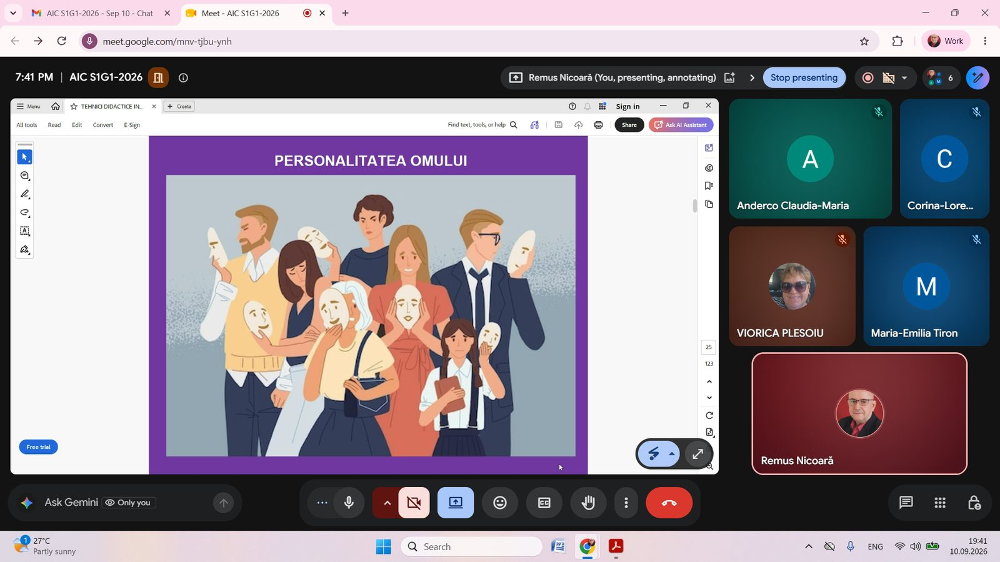 AIC S1G1-2026 - Sep 10 - Chat
Meet - AIC S1G1-2026
meet.google.com/mnv-tjbu-ynh
Work
7:41 PM | AIC S1G1-2026
Remus Nicoară (You, presenting, annotating)
Stop presenting
6
Menu
TEHNICI DIDACTICE IN...
+ Create
Sign in
All tools
Read
Edit
Convert
E-Sign
Find text, tools, or help
Share
Ask AI Assistant
PERSONALITATEA OMULUI
25
123
Free trial
A
Anderco Claudia-Maria
C
Corina-Lore...
VIORICA PLESOIU
M
Maria-Emilia Tiron
Remus Nicoară
Ask Gemini
Only you
1
27°C
Partly sunny
Search
ENG
19:41
10.09.2026